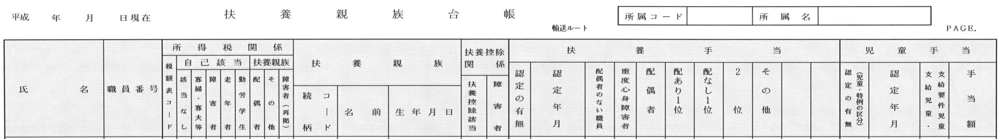 平成　年　月　日現在
扶養親族台帳
輸送ルート
所属コード
所属名
PAGE.
氏名
職員番号
所得税関係
税額表コード
自己該当
該当なし
寡婦・寡夫等
障害者
老年者
勤労学生
扶養親族
配偶者
その他
障害者（再掲）
扶養親族
続柄
コード
名前
生年月日
扶養控除
関係
扶養控除該当
障害者
扶養手当
認定の有無
認定年月
配偶者のない職員
重度心身障害者
配偶者
配あり1位
配なし1位
2位
その他
児童手当
(児童・特例の区分)
認定の有無
認定年月
支給要件児童
支給児童・
手当額